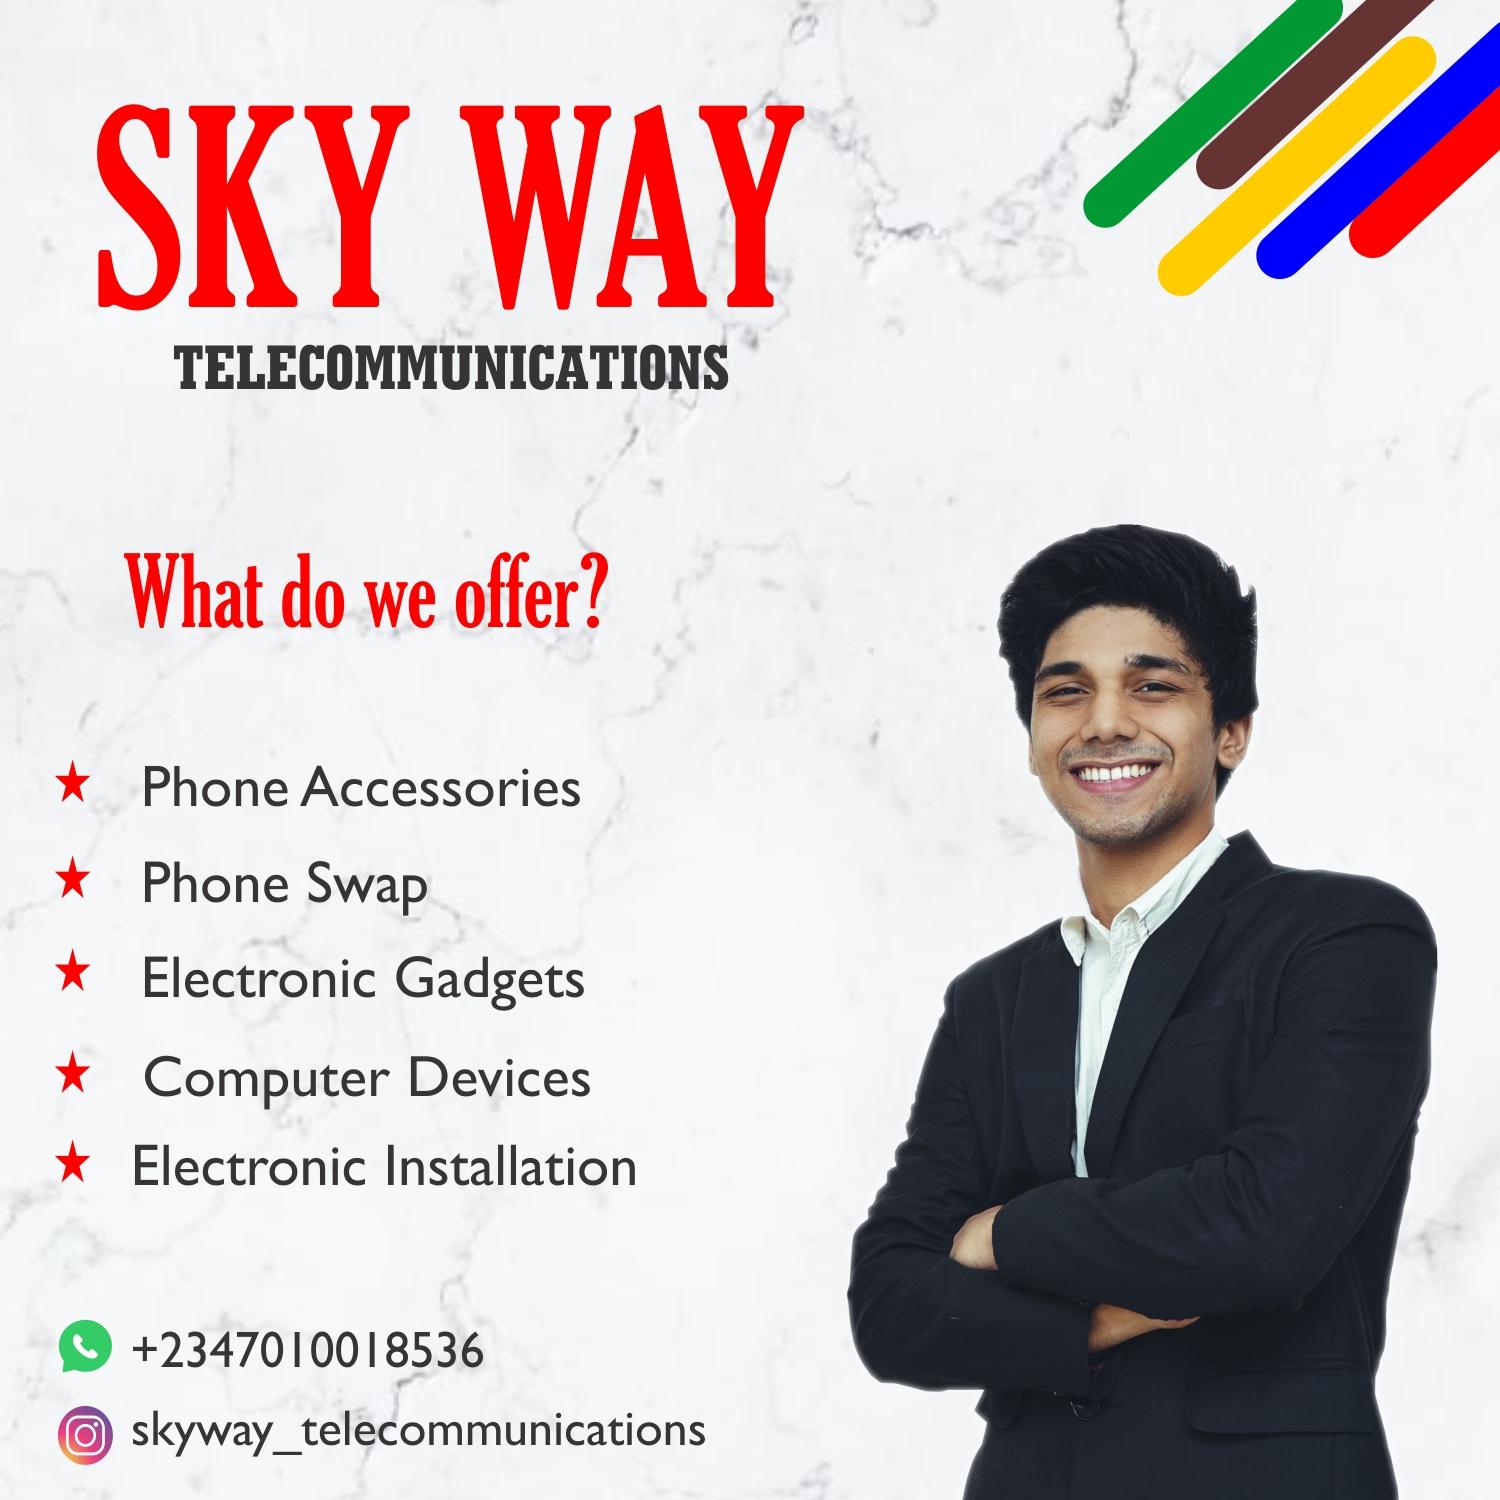 SKY WAY
TELECOMMUNICATIONS
What do we offer?
Phone Accessories
Phone Swap
Electronic Gadgets
Computer Devices
Electronic Installation
+2347010018536
skyway_telecommunications